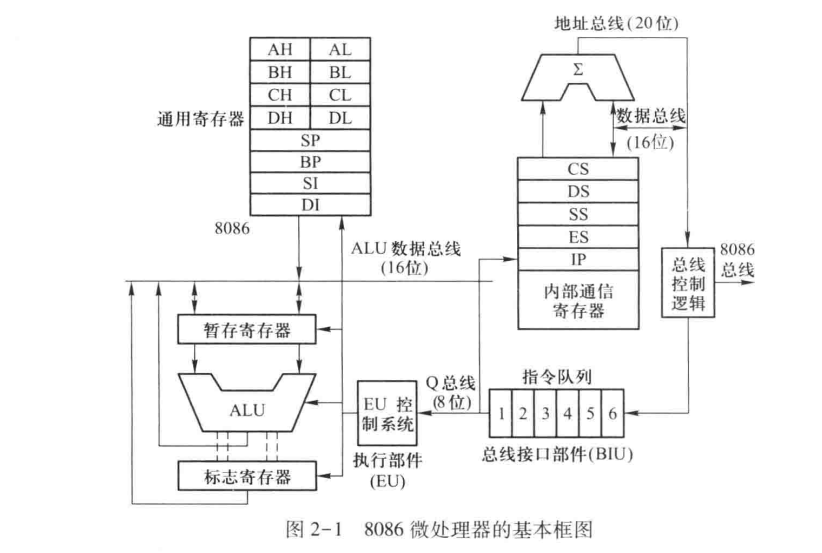 地址总线(20位)
AH AL
BH BL
CH CL
DH DL
SP
BP
SI
DI
通用寄存器
8086
Σ
数据总线
(16位)
CS
DS
SS
ES
IP
内部通信
寄存器
8086
总线
总线
控制
逻辑
ALU数据总线
(16位)
暂存寄存器
ALU
标志寄存器
Q总线
(8位)
EU 控
制系统
执行部件
(EU)
指令队列
1 2 3 4 5 6
总线接口部件(BIU)
图 2-1 8086 微处理器的基本框图